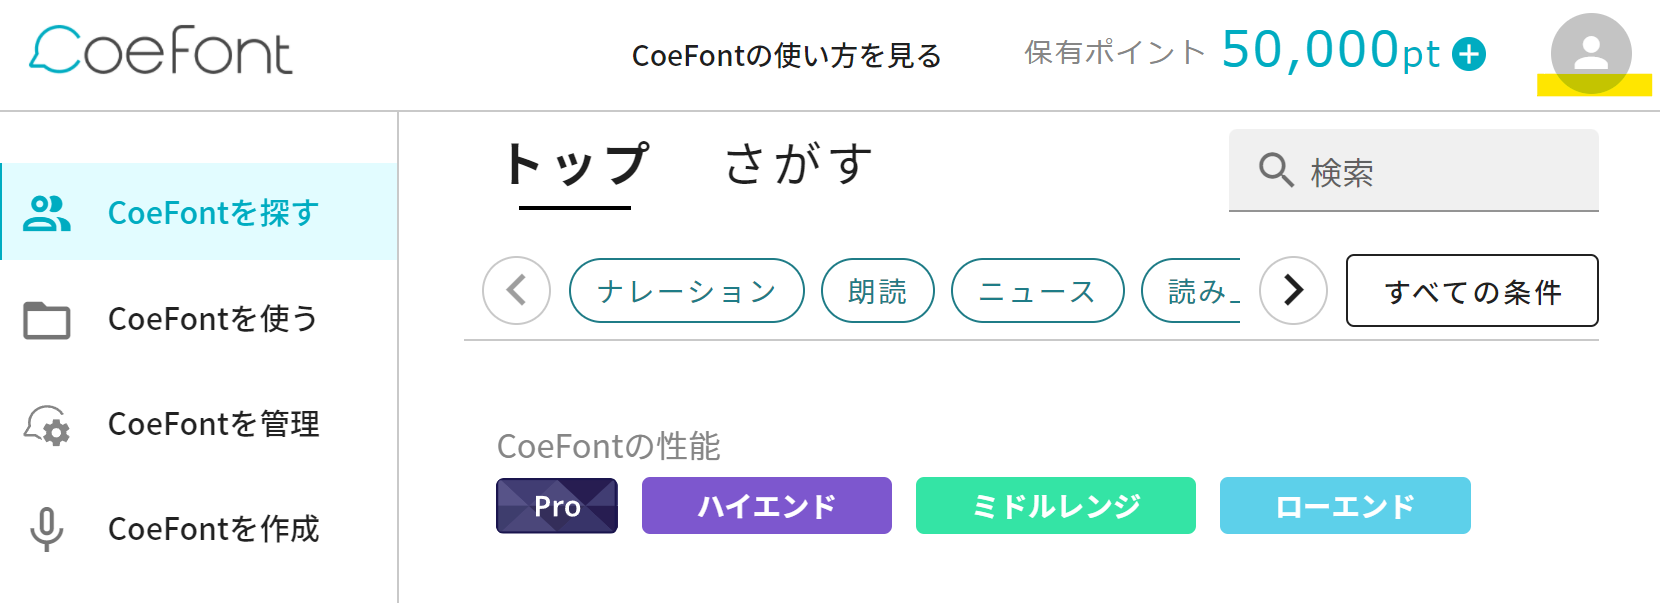 CoeFont
CoeFontの使い方を見る
保有ポイント 50,000pt
CoeFontを探す
CoeFontを使う
CoeFontを管理
CoeFontを作成
トップ さがす
検索
ナレーション 朗読 ニュース 読み すべての条件
CoeFontの性能
Pro ハイエンド ミドルレンジ ローエンド